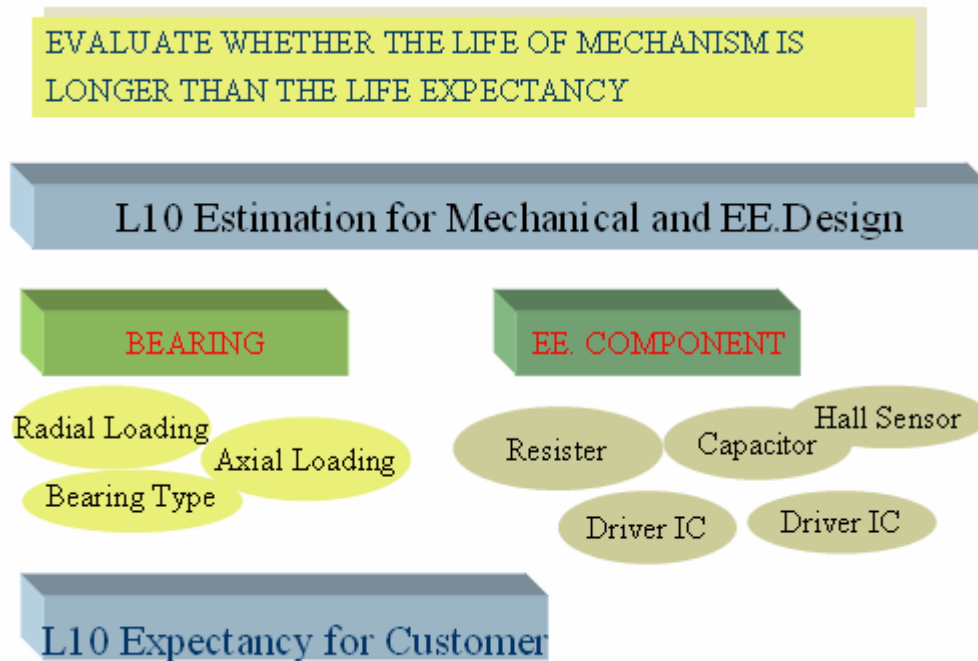 EVALUATE WHETHER THE LIFE OF MECHANISM IS
LONGER THAN THE LIFE EXPECTANCY
L10 Estimation for Mechanical and EE.Design
BEARING
EE. COMPONENT
Radial Loading
Axial Loading
Bearing Type
Resister
Capacitor
Hall Sensor
Driver IC
Driver IC
L10 Expectancy for Customer